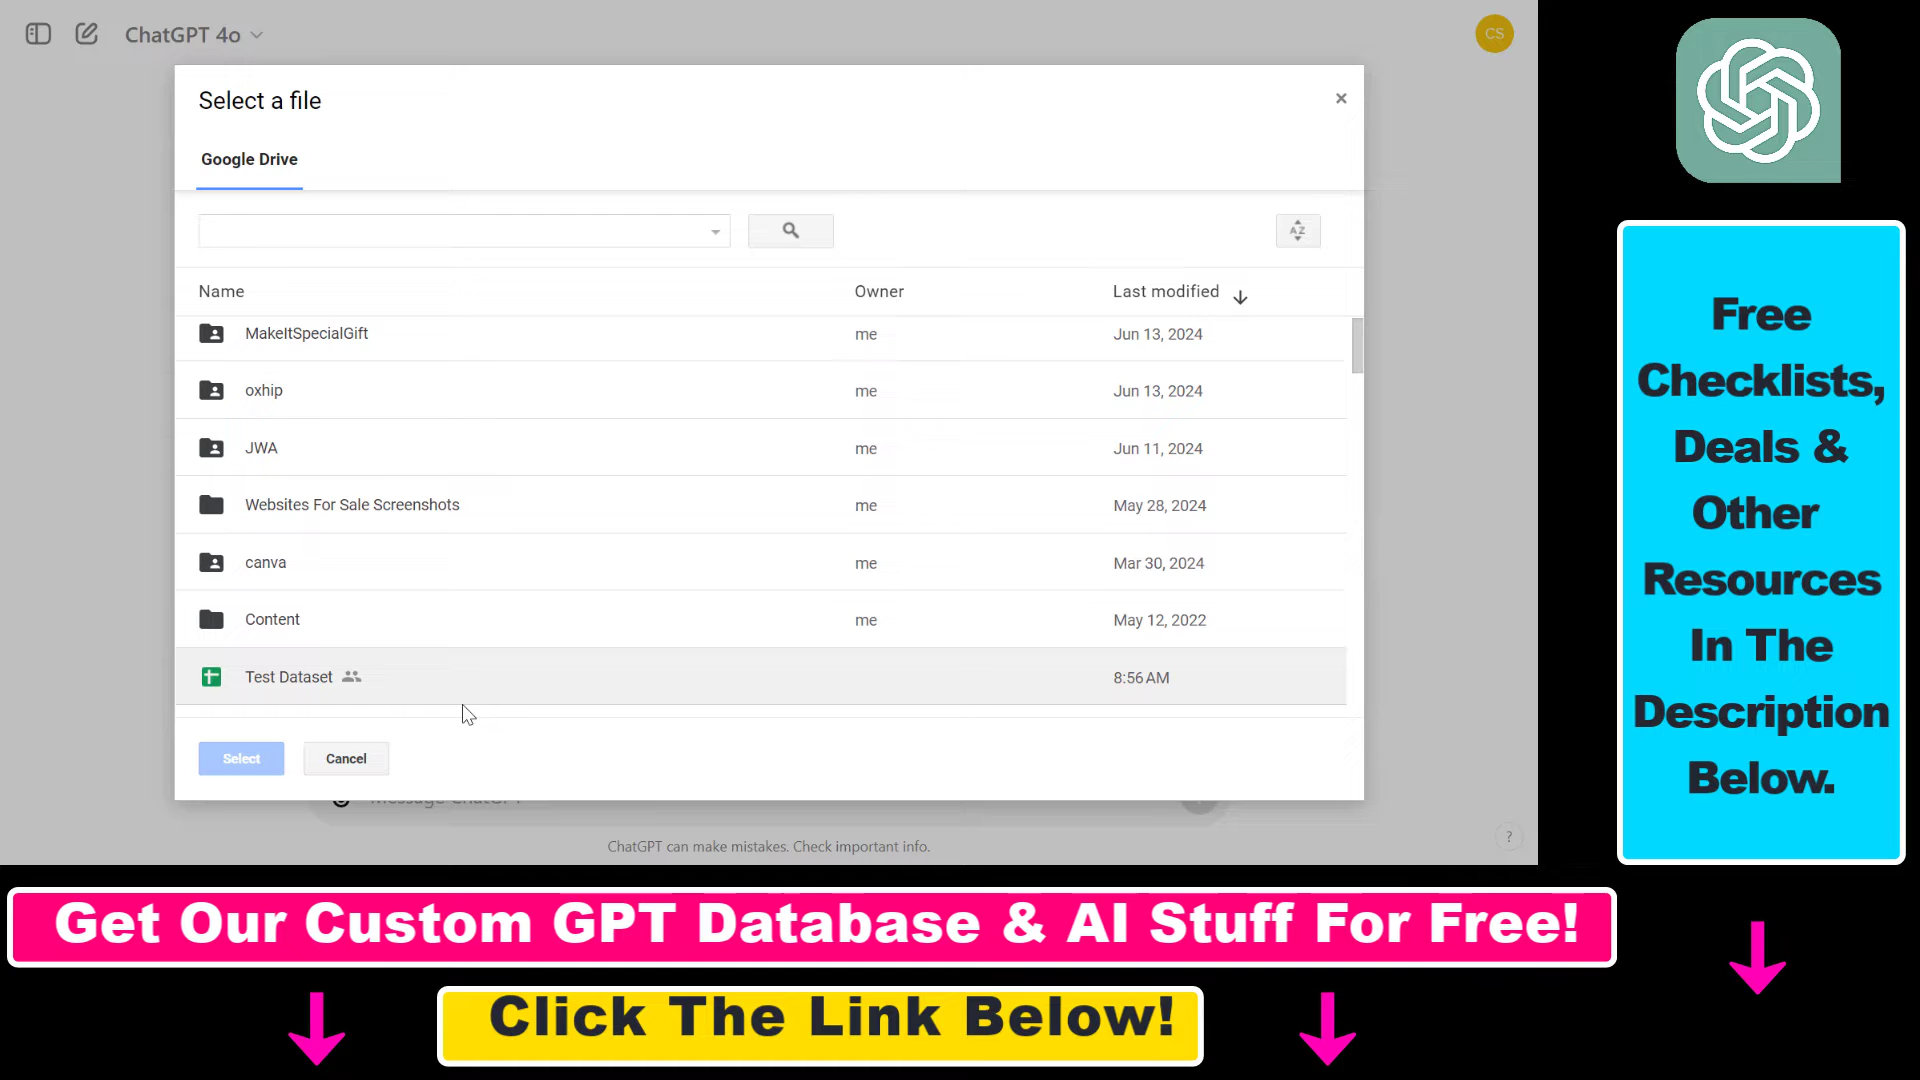 ChatGPT 4o
CS
Select a file
Google Drive
AZ
Name Owner Last modified
MakeItSpecialGift me Jun 13, 2024
oxhip me Jun 13, 2024
JWA me Jun 11, 2024
Websites For Sale Screenshots me May 28, 2024
canva me Mar 30, 2024
Content me May 12, 2022
Test Dataset 8:56 AM
Select Cancel
Message ChatGPT
ChatGPT can make mistakes. Check important info.
?
Free
Checklists,
Deals &
Other
Resources
In The
Description
Below.
Get Our Custom GPT Database & AI Stuff For Free!
Click The Link Below!